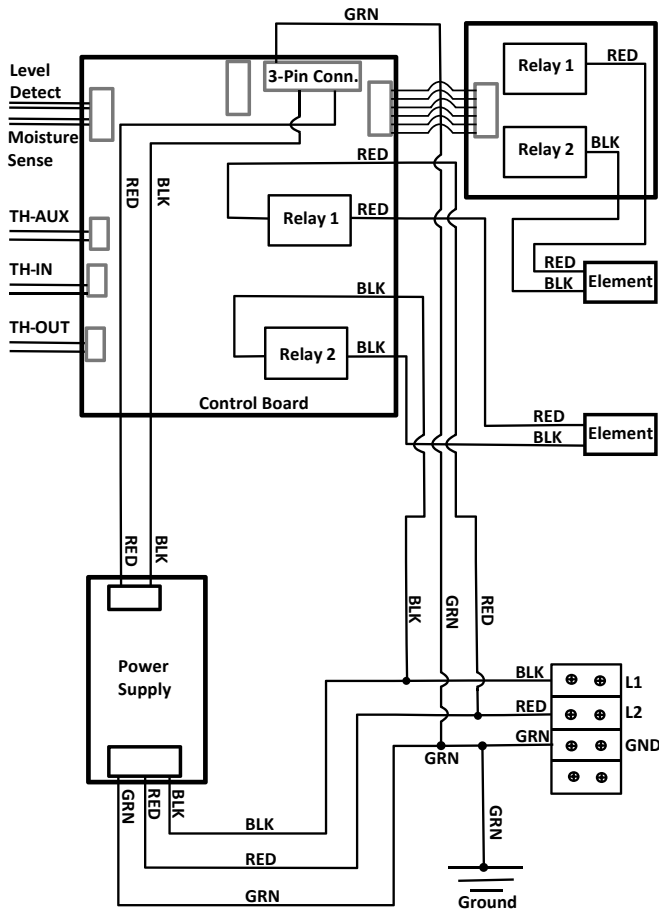 GRN
3-Pin Conn.
Relay 1
RED
Level
Detect
Moisture
Sense
Relay 2
BLK
RED
RED
BLK
Relay 1
RED
TH-AUX
TH-IN
RED
BLK
Element
BLK
TH-OUT
Relay 2
BLK
Control Board
RED
BLK
Element
RED
BLK
BLK
GRN
RED
Power
Supply
BLK
L1
RED
L2
GRN
GND
GRN
GRN
RED
BLK
BLK
GRN
RED
GRN
Ground